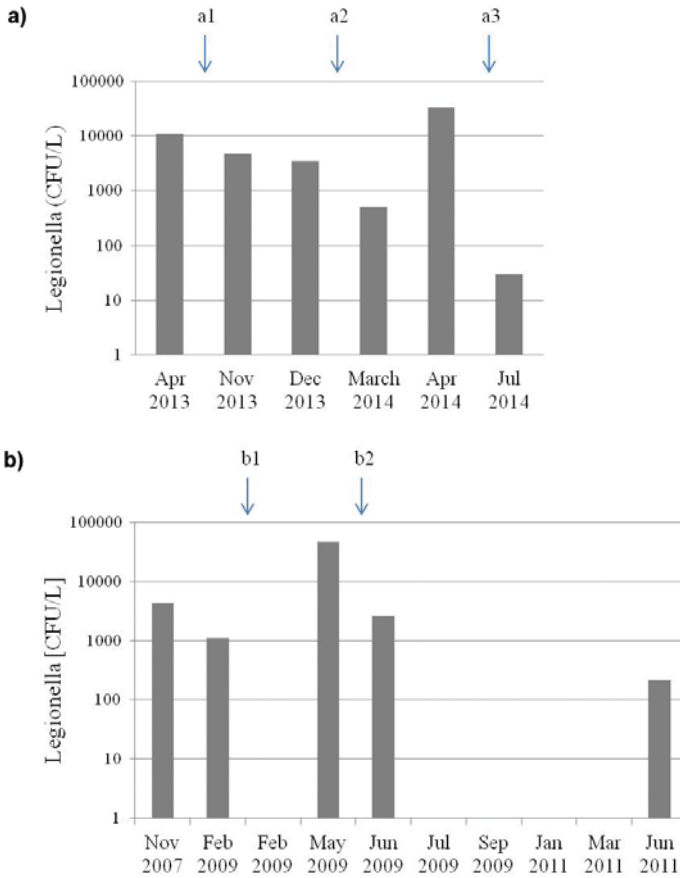 a)
a1 a2 a3
100000
10000
1000
100
10
1
Legionella (CFU/L)
Apr Nov Dec March Apr Jul
2013 2013 2013 2014 2014 2014
b)
b1 b2
100000
10000
1000
100
10
1
Legionella [CFU/L]
Nov Feb Feb May Jun Jul Sep Jan Mar Jun
2007 2009 2009 2009 2009 2009 2009 2011 2011 2011